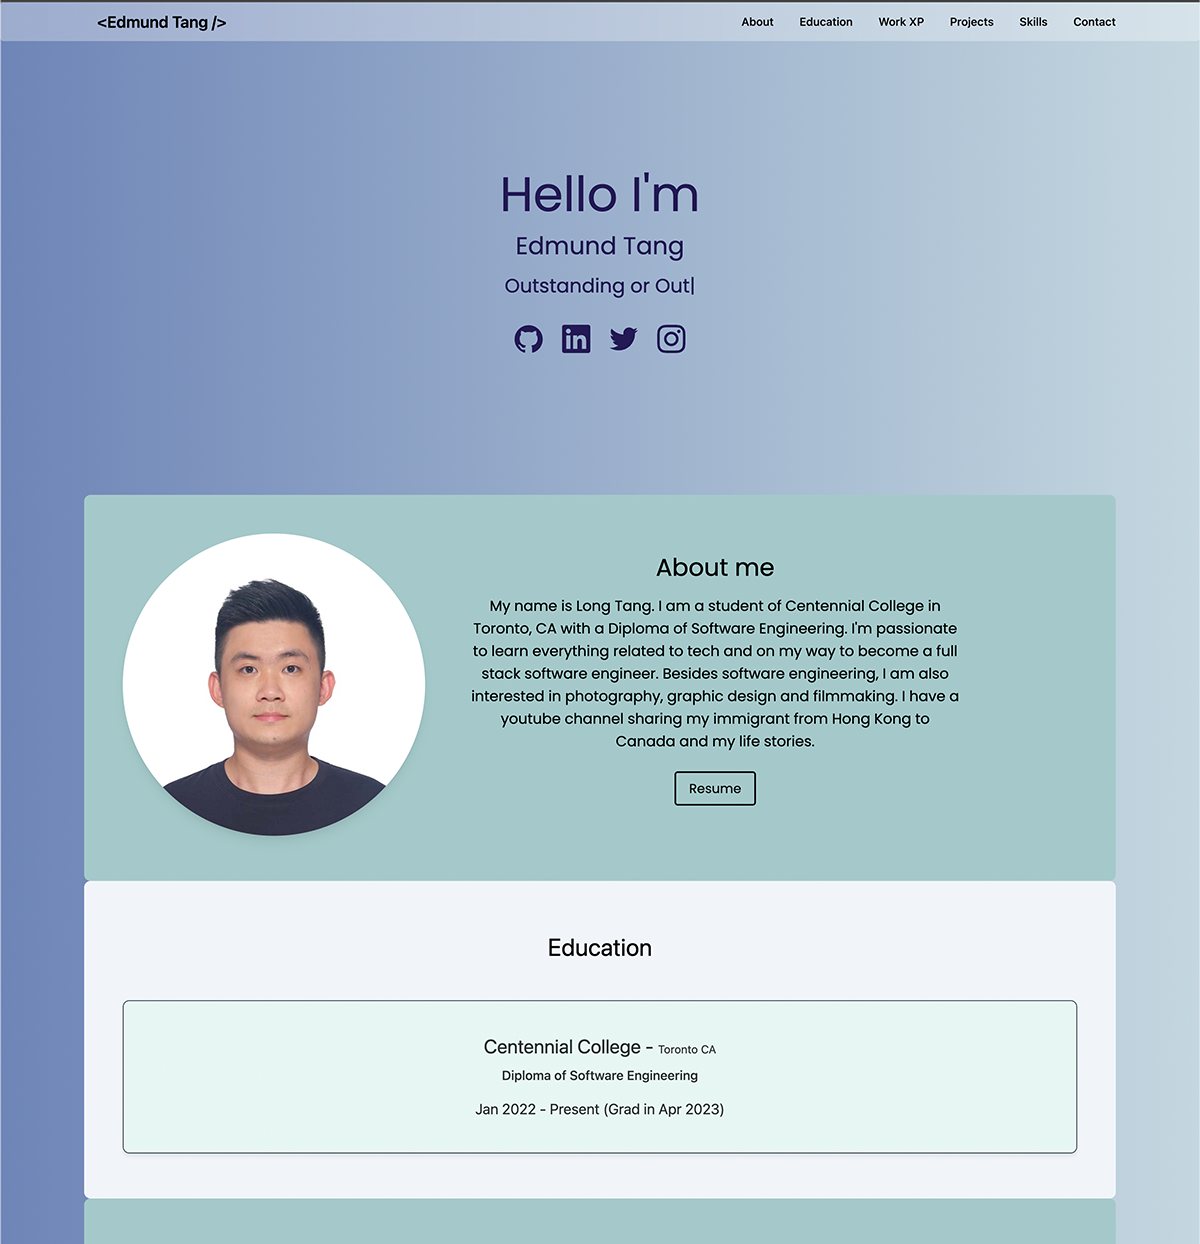 <Edmund Tang />
About Education Work XP Projects Skills Contact
Hello I'm
Edmund Tang
Outstanding or Out|
in
About me
My name is Long Tang. I am a student of Centennial College in
Toronto, CA with a Diploma of Software Engineering. I'm passionate
to learn everything related to tech and on my way to become a full
stack software engineer. Besides software engineering, I am also
interested in photography, graphic design and filmmaking. I have a
youtube channel sharing my immigrant from Hong Kong to
Canada and my life stories.
Resume
Education
Centennial College - Toronto CA
Diploma of Software Engineering
Jan 2022 - Present (Grad in Apr 2023)